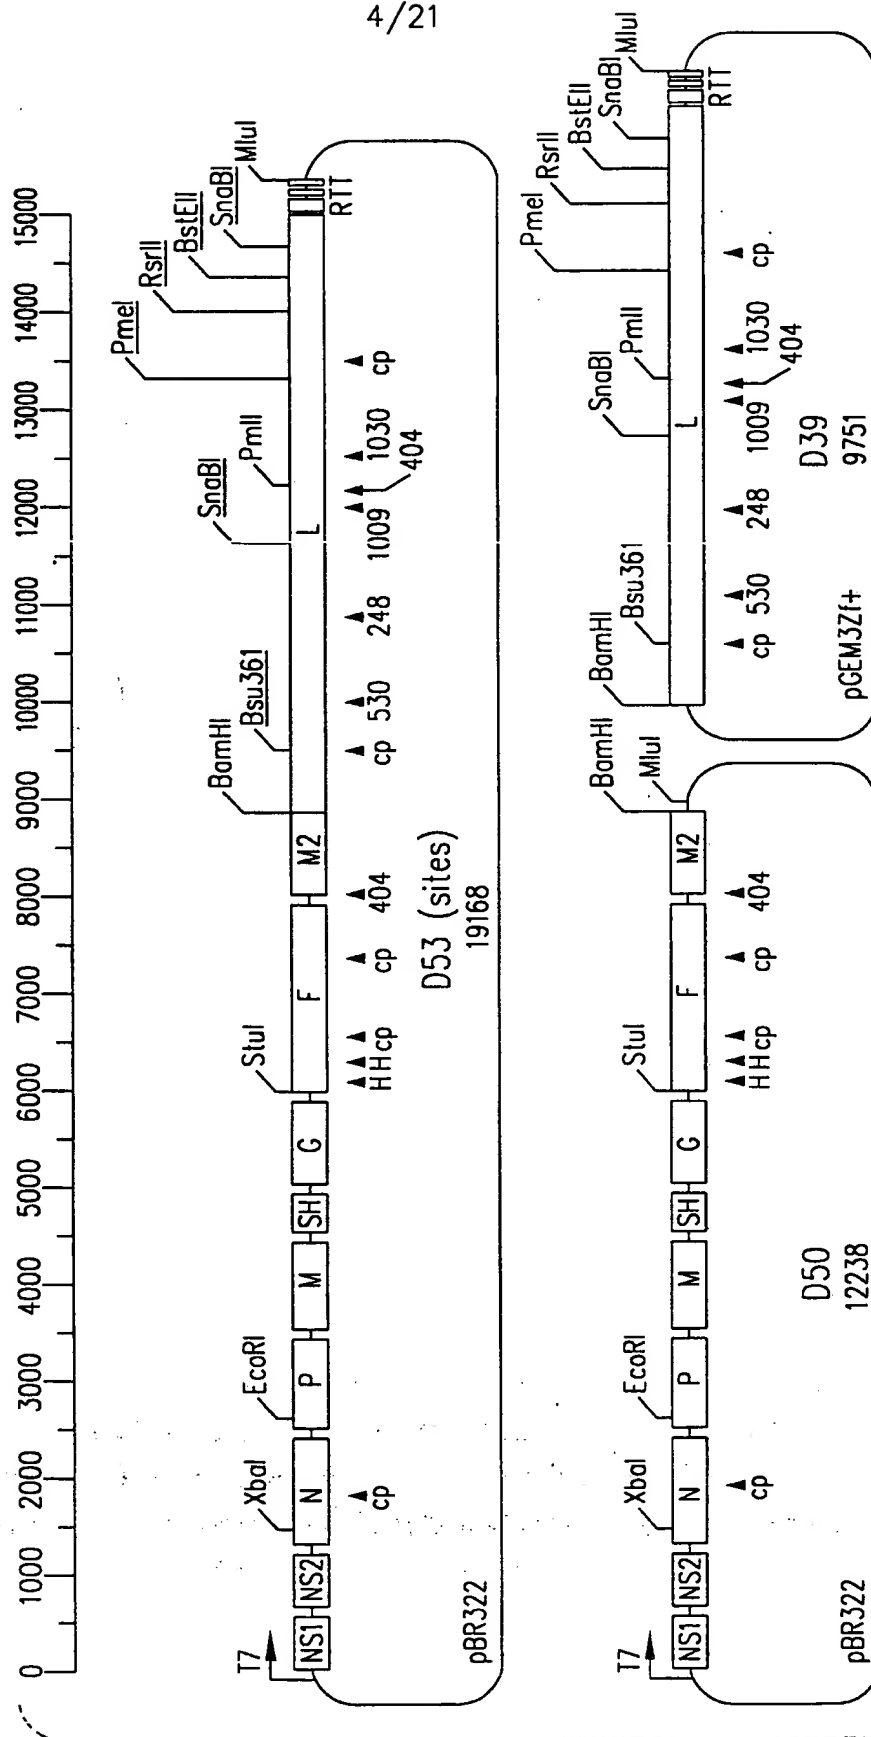 4/21
0 1000 2000 3000 4000 5000 6000 7000 8000 9000 10000 11000 12000 13000 14000 15000
T7
XbaI
EcoRI
StuI
BamHI
Bsu361
SnaBI
PmlI
PmeI
RsrII
BstEII
SnaBI
MluI
NS1 NS2 N P M SH G F M2 L
RTT
cp HH cp cp 404 cp 530 248 1009 404 1030 cp
D53 (sites)
19168
pBR322
T7
XbaI
EcoRI
StuI
BamHI
MluI
NS1 NS2 N P M SH G F M2
cp HH cp cp 404
D50
12238
pBR322
BamHI
Bsu361
SnaBI
PmlI
PmeI
RsrII
BstEII
SnaBI
MluI
L
RTT
cp 530 248 1009 404 1030 cp
D39
9751
pGEM3Zf+